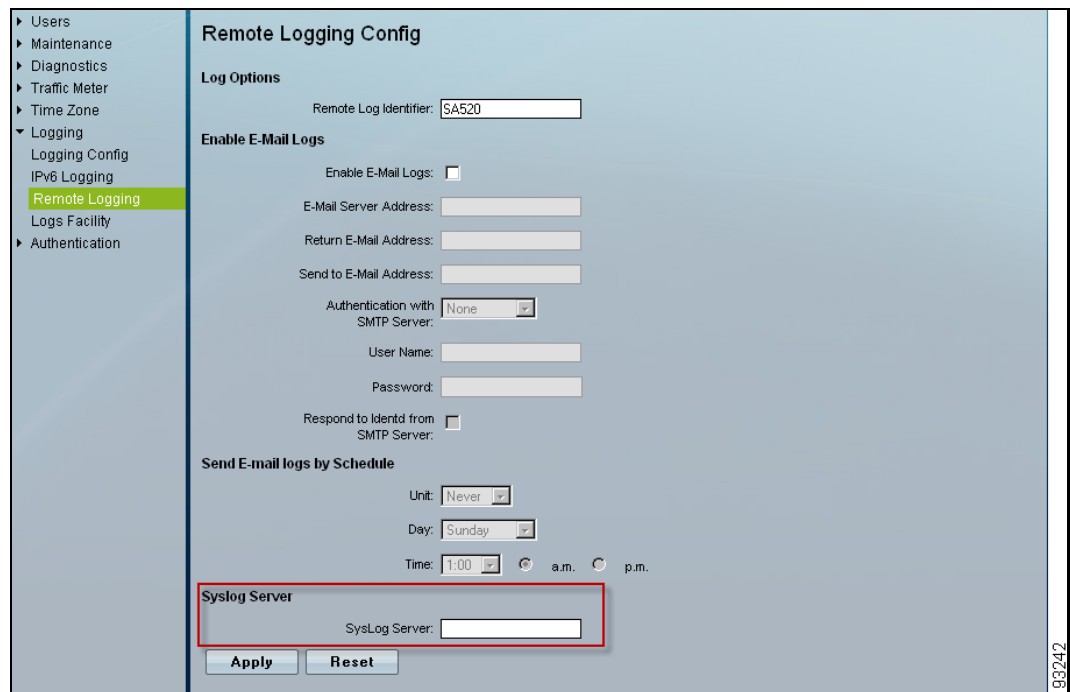 Users
Maintenance
Diagnostics
Traffic Meter
Time Zone
Logging
Logging Config
IPv6 Logging
Remote Logging
Logs Facility
Authentication
Remote Logging Config
Log Options
Remote Log Identifier: SA520
Enable E-Mail Logs
Enable E-Mail Logs:
E-Mail Server Address:
Return E-Mail Address:
Send to E-Mail Address:
Authentication with
SMTP Server: None
User Name:
Password:
Respond to Identd from
SMTP Server:
Send E-mail logs by Schedule
Unit: Never
Day: Sunday
Time: 1:00 a.m. p.m.
Syslog Server
SysLog Server:
Apply Reset
93242